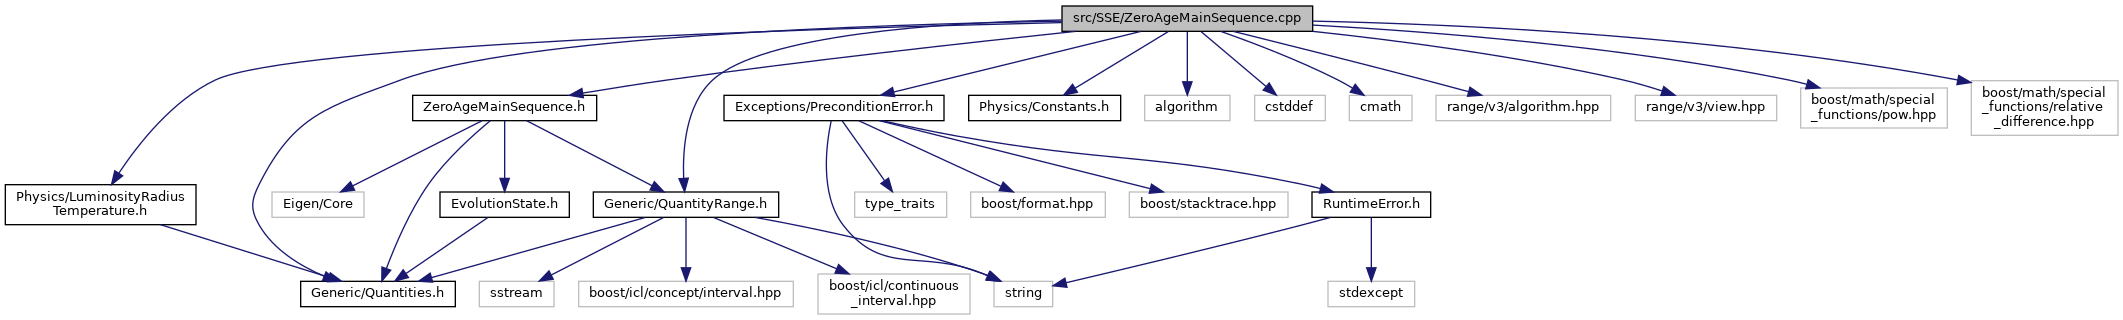 src/SSE/ZeroAgeMainSequence.cpp
ZeroAgeMainSequence.h
Exceptions/PreconditionError.h
Physics/Constants.h
algorithm
cstddef
cmath
range/v3/algorithm.hpp
range/v3/view.hpp
boost/math/special
_functions/pow.hpp
boost/math/special
_functions/relative
_difference.hpp
Physics/LuminosityRadius
Temperature.h
Eigen/Core
EvolutionState.h
Generic/QuantityRange.h
type_traits
boost/format.hpp
boost/stacktrace.hpp
RuntimeError.h
Generic/Quantities.h
sstream
boost/icl/concept/interval.hpp
boost/icl/continuous
_interval.hpp
string
stdexcept